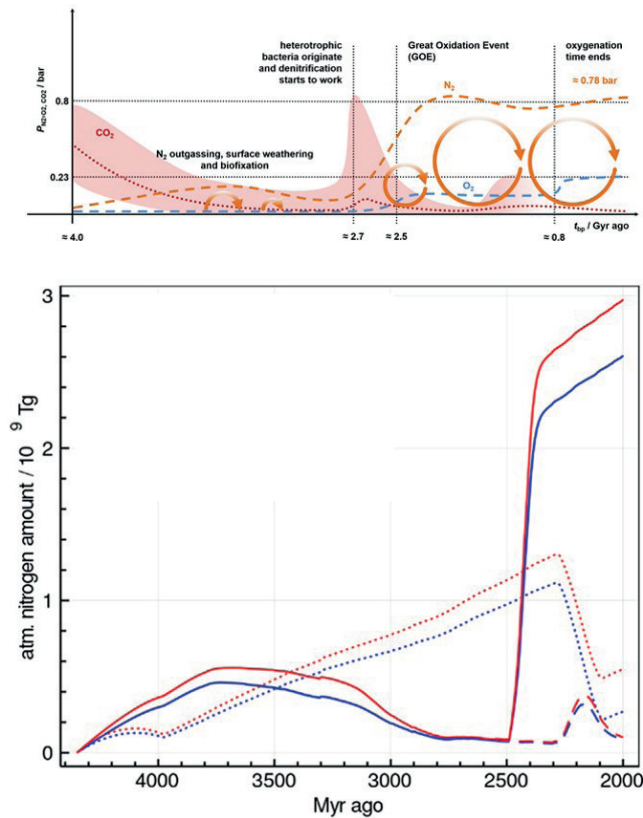 heterotrophic
bacteria originate
and denitrification
starts to work
Great Oxidation Event
(GOE)
oxygenation
time ends
≈ 0.78 bar
P N2,O2, CO2 / bar
0.8
N₂
CO₂
N₂ outgassing, surface weathering
and biofixation
0.23
O₂
t bp / Gyr ago
≈ 4.0
≈ 2.7
≈ 2.5
≈ 0.8
atm. nitrogen amount / 10⁹ Tg
3
2
1
0
4000
3500
3000
2500
2000
Myr ago